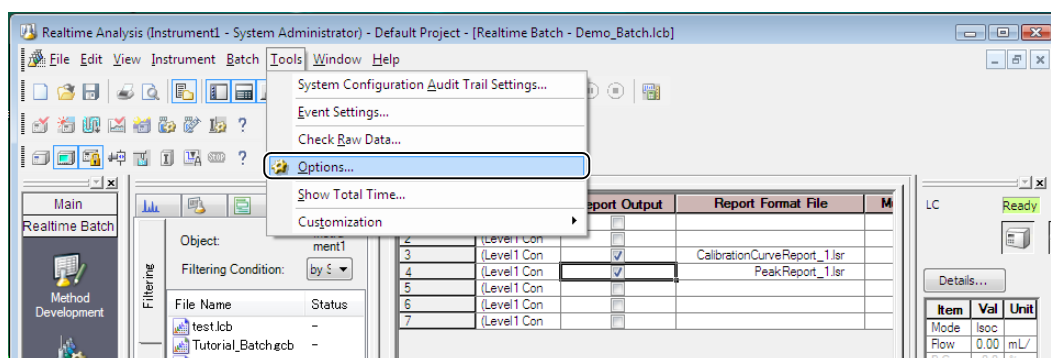 Realtime Analysis (Instrument1 - System Administrator) - Default Project - [Realtime Batch - Demo_Batch.lcb]
File Edit View Instrument Batch Tools Window Help
System Configuration Audit Trail Settings...
Event Settings...
Check Raw Data...
Options...
Show Total Time...
Customization
Main
Realtime Batch
Method
Development
Filtering
Object:
ment1
Filtering Condition:
by S
File Name Status
test.lcb -
Tutorial_Batch.gcb -
Report Format File
2 (Level1 Con
3 (Level1 Con CalibrationCurveReport_1.lsr
4 (Level1 Con PeakReport_1.lsr
5 (Level1 Con
6 (Level1 Con
7 (Level1 Con
LC Ready
Details...
Item Val Unit
Mode Isoc
Flow 0.00 mL/